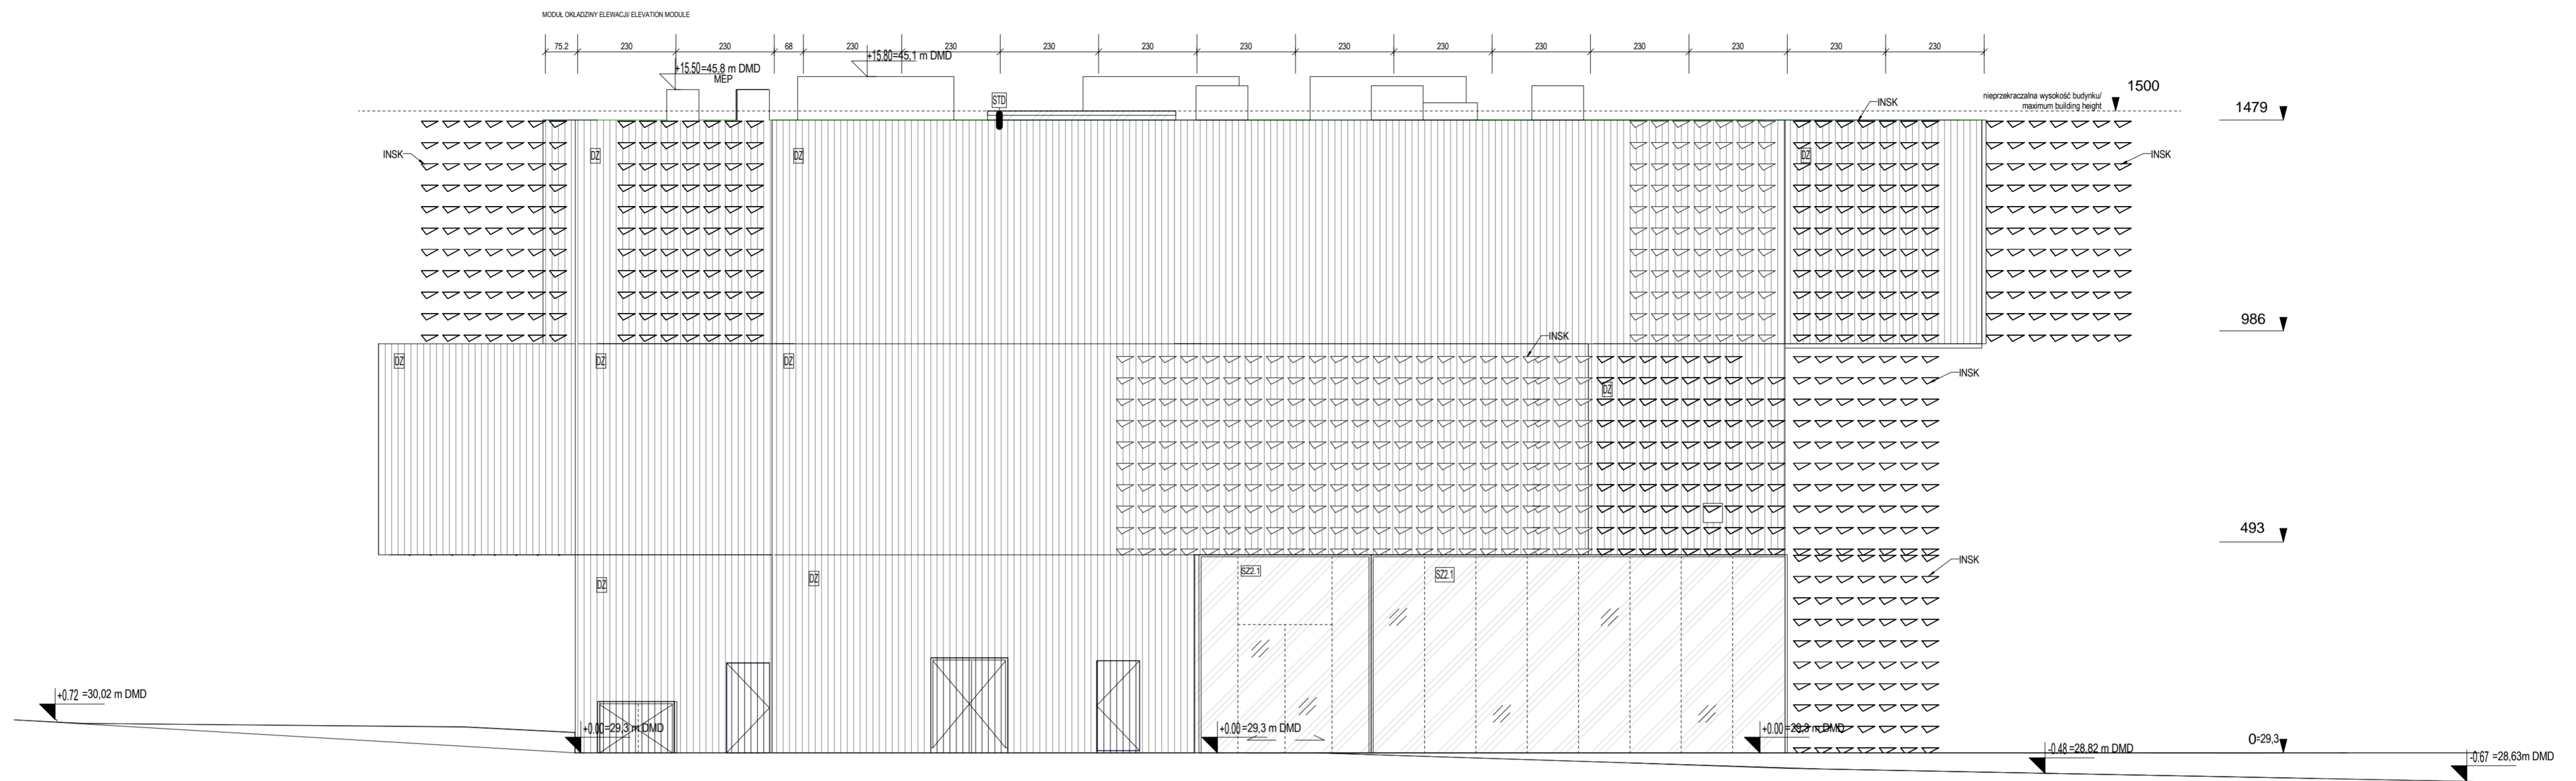 MODUŁ OKŁADZINY ELEWACJI/ ELEVATION MODULE
75.2 230 230 68 230 230 230 230 230 230 230 230 230 230 230 230
+15.50=45,8 m DMD
MEP
+15.80=45,1 m DMD
STD
nieprzekraczalna wysokość budynku/
maximum building height
1500
1479
INSK
INSK
INSK
DZ
DZ
DZ
986
INSK
DZ
DZ
DZ
INSK
DZ
493
INSK
SZ2.1
SZ2.1
DZ
DZ
+0.72 =30,02 m DMD
+0.00=29,3 m DMD
+0.00=29,3 m DMD
+0.00=29,3 m DMD
0=29,3
-0.48=28,82 m DMD
-0.67 =28,63m DMD